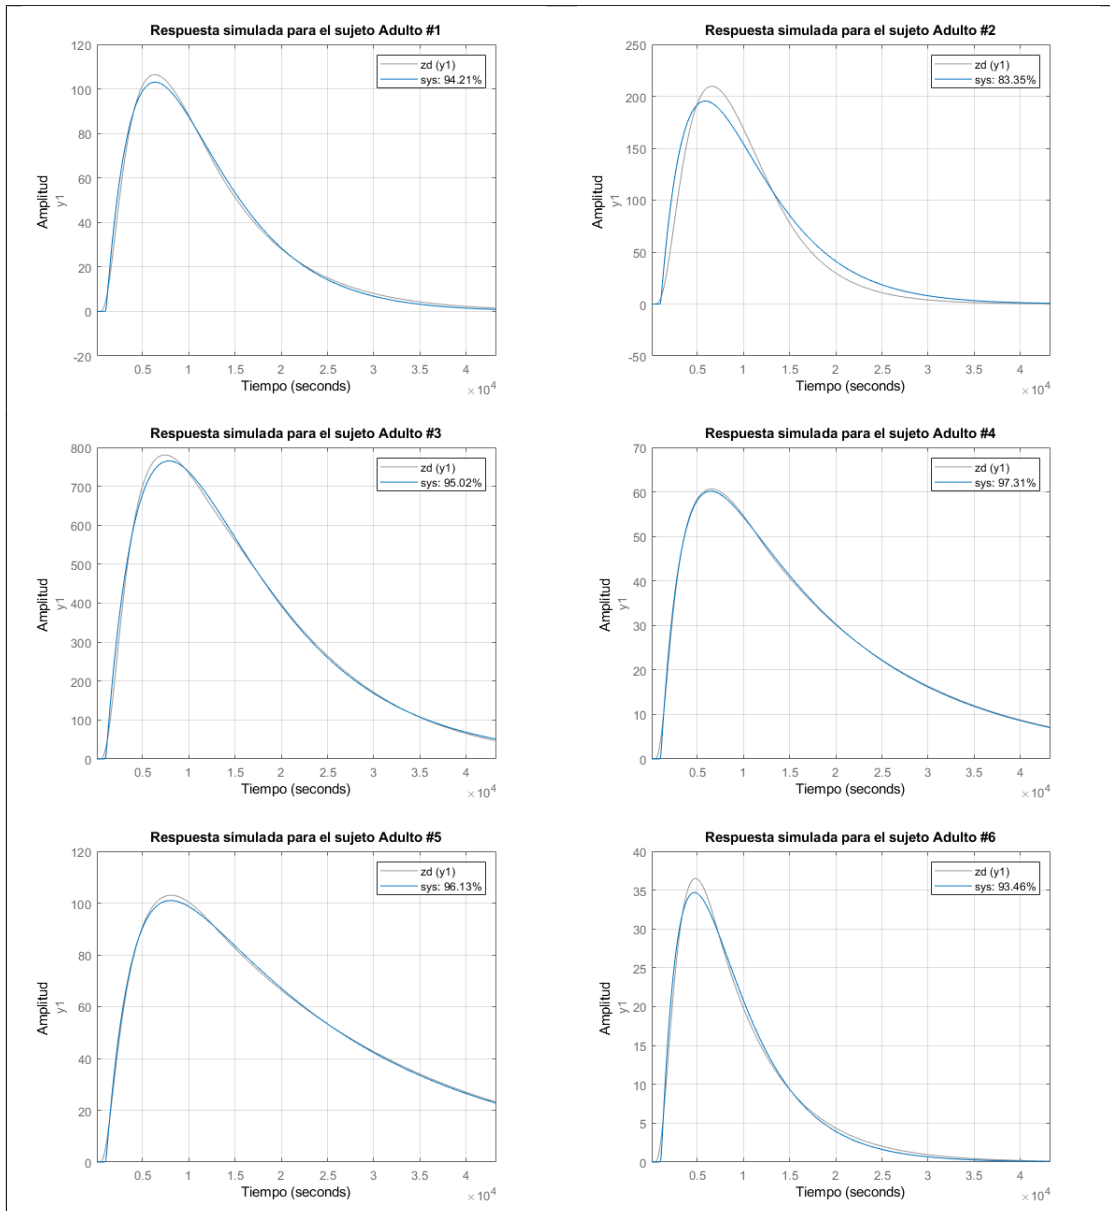 Respuesta simulada para el sujeto Adulto #1
120
100
80
60
40
20
0
-20
Amplitud
y1
zd (y1)
sys: 94.21%
0.5 1 1.5 2 2.5 3 3.5 4
Tiempo (seconds)
× 10^4
Respuesta simulada para el sujeto Adulto #2
250
200
150
100
50
0
-50
Amplitud
y1
zd (y1)
sys: 83.35%
0.5 1 1.5 2 2.5 3 3.5 4
Tiempo (seconds)
× 10^4
Respuesta simulada para el sujeto Adulto #3
800
700
600
500
400
300
200
100
0
Amplitud
y1
zd (y1)
sys: 95.02%
0.5 1 1.5 2 2.5 3 3.5 4
Tiempo (seconds)
× 10^4
Respuesta simulada para el sujeto Adulto #4
70
60
50
40
30
20
10
0
Amplitud
y1
zd (y1)
sys: 97.31%
0.5 1 1.5 2 2.5 3 3.5 4
Tiempo (seconds)
× 10^4
Respuesta simulada para el sujeto Adulto #5
120
100
80
60
40
20
0
Amplitud
y1
zd (y1)
sys: 96.13%
0.5 1 1.5 2 2.5 3 3.5 4
Tiempo (seconds)
× 10^4
Respuesta simulada para el sujeto Adulto #6
40
35
30
25
20
15
10
5
0
Amplitud
y1
zd (y1)
sys: 93.46%
0.5 1 1.5 2 2.5 3 3.5 4
Tiempo (seconds)
× 10^4